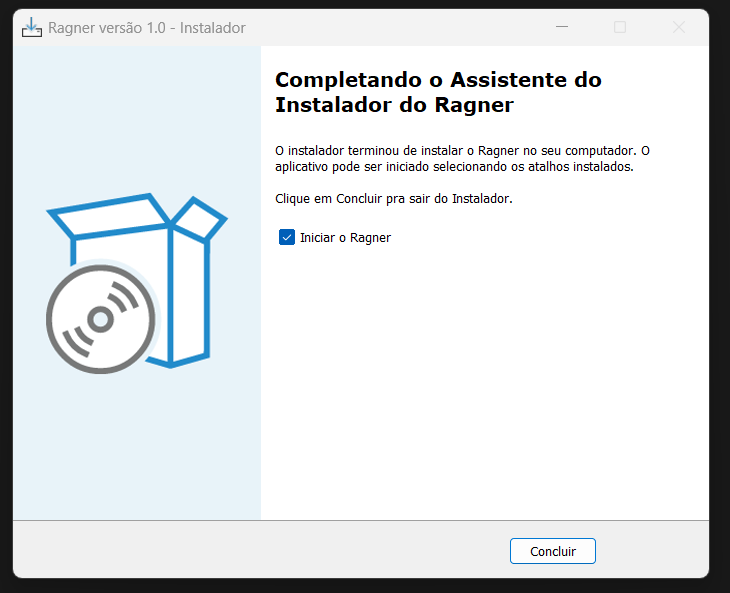 Ragner versão 1.0 - Instalador
Completando o Assistente do
Instalador do Ragner
O instalador terminou de instalar o Ragner no seu computador. O
aplicativo pode ser iniciado selecionando os atalhos instalados.
Clique em Concluir pra sair do Instalador.
Iniciar o Ragner
Concluir